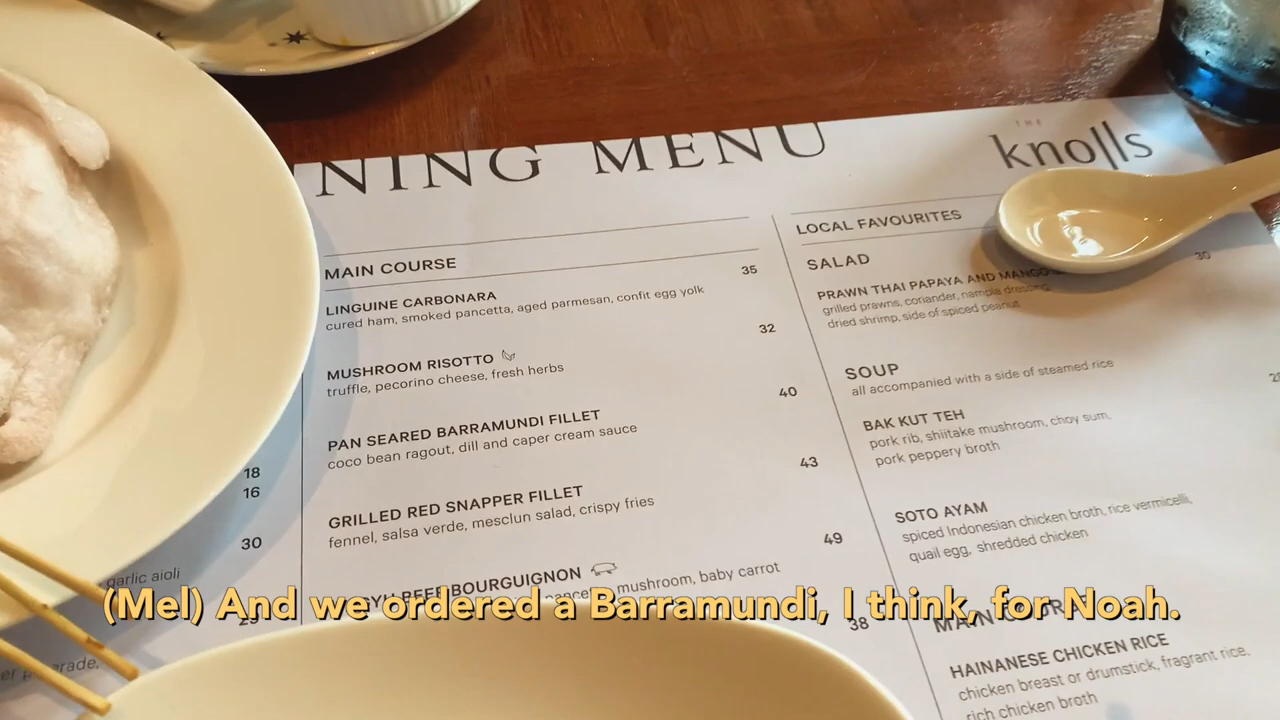 NING MENU
THE
knolls
MAIN COURSE
LINGUINE CARBONARA 35
cured ham, smoked pancetta, aged parmesan, confit egg yolk
MUSHROOM RISOTTO 32
truffle, pecorino cheese, fresh herbs
PAN SEARED BARRAMUNDI FILLET 40
coco bean ragout, dill and caper cream sauce
GRILLED RED SNAPPER FILLET 43
fennel, salsa verde, mesclun salad, crispy fries
BEEF BOURGUIGNON 49
mushroom, baby carrot
38
LOCAL FAVOURITES
SALAD
PRAWN THAI PAPAYA AND MANGO 30
grilled prawns, coriander, nampla dressing,
dried shrimp, side of spiced peanut
SOUP
all accompanied with a side of steamed rice
BAK KUT TEH
pork rib, shiitake mushroom, choy sum,
pork peppery broth
SOTO AYAM
spiced Indonesian chicken broth, rice vermicelli,
quail egg, shredded chicken
MAIN
HAINANESE CHICKEN RICE
chicken breast or drumstick, fragrant rice,
rich chicken broth
18
16
30
garlic aioli
(Mel) And we ordered a Barramundi, I think, for Noah.